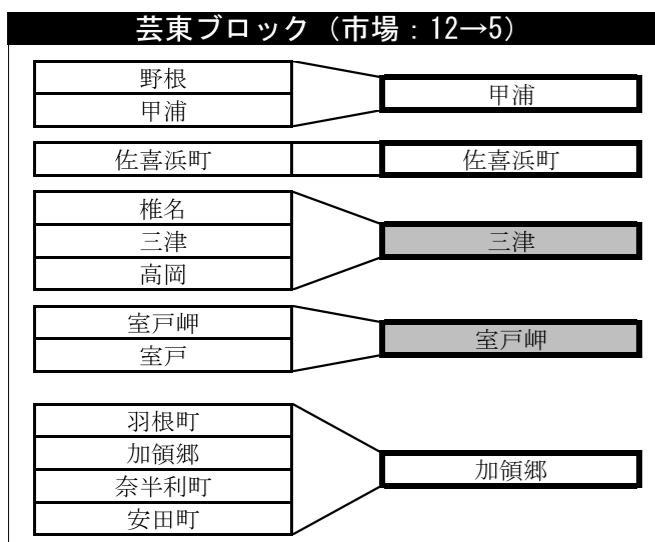 芸東ブロック（市場：12→5）
野根
甲浦
甲浦
佐喜浜町
佐喜浜町
椎名
三津
高岡
三津
室戸岬
室戸
室戸岬
羽根町
加領郷
奈半利町
安田町
加領郷